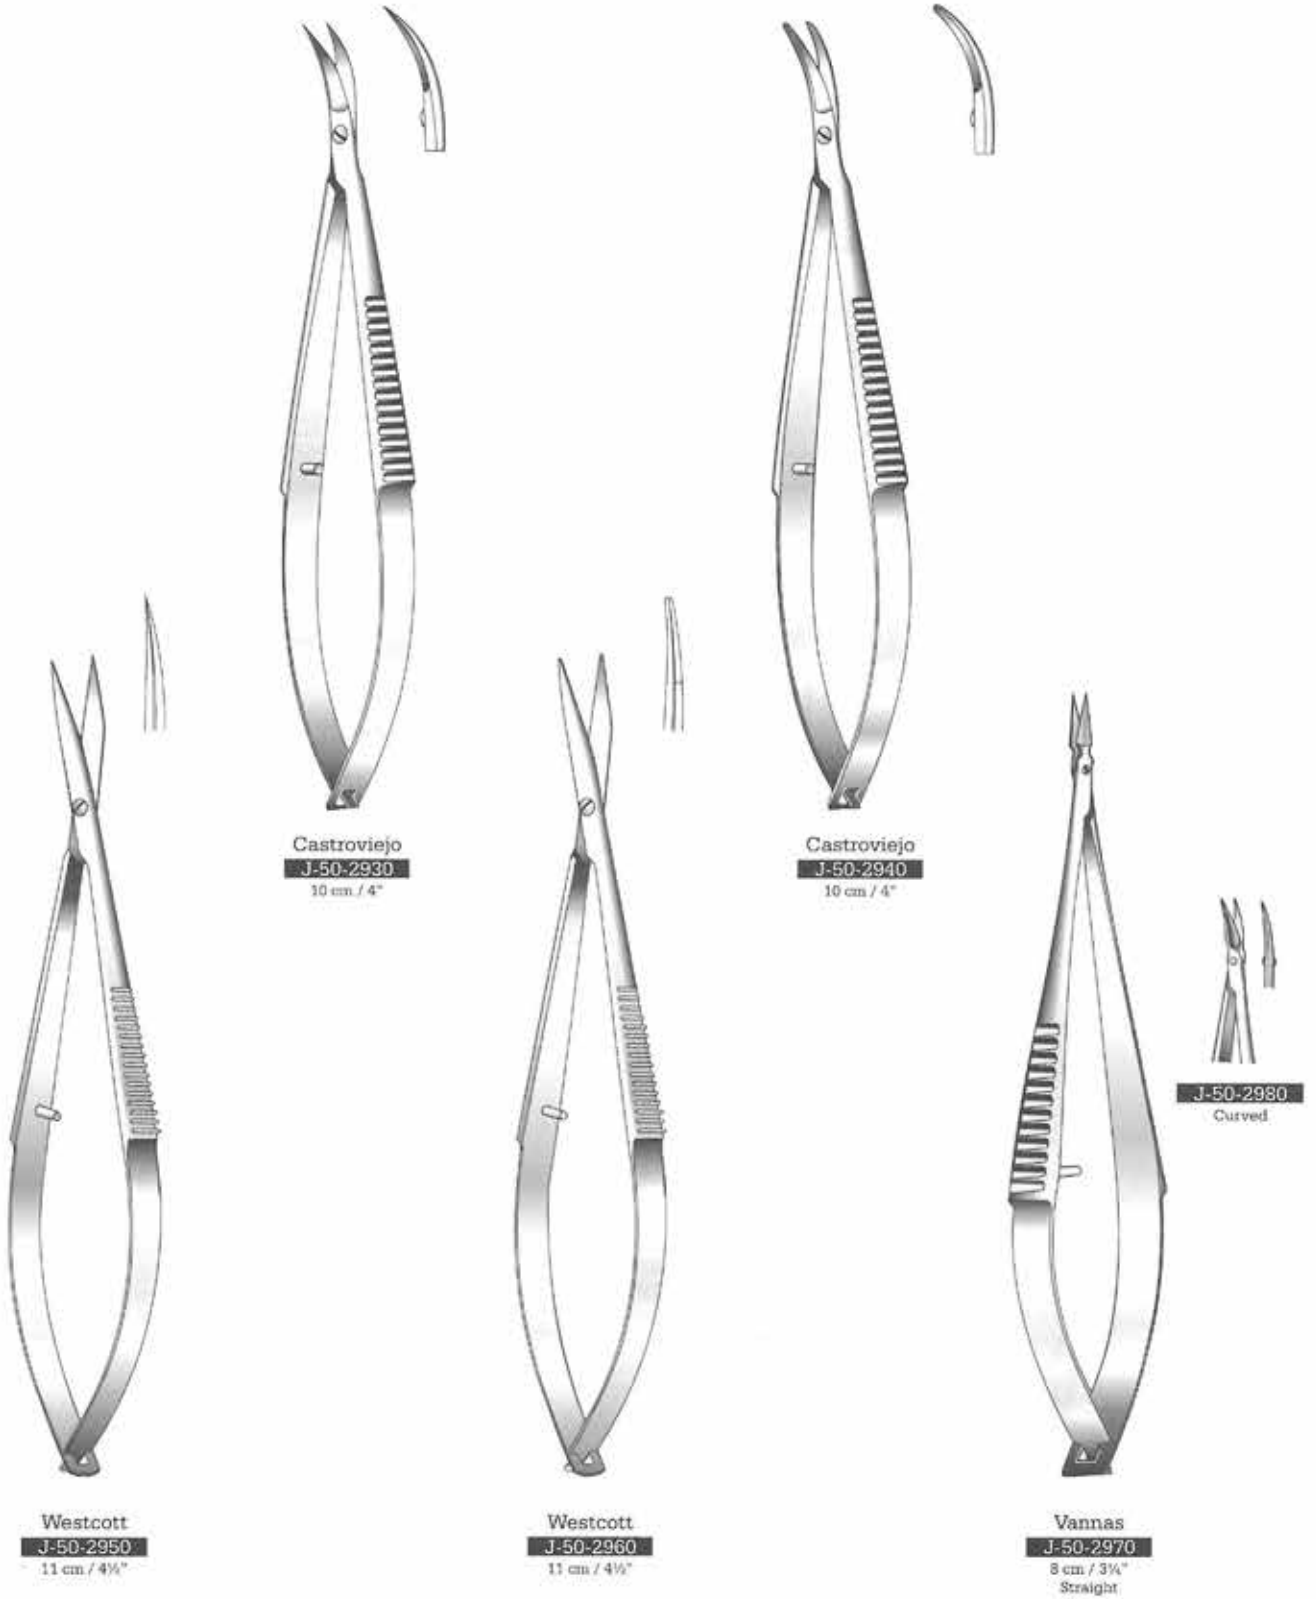 Castroviejo
J-50-2930
10 cm / 4"
Castroviejo
J-50-2940
10 cm / 4"
J-50-2980
Curved
Westcott
J-50-2950
11 cm / 4½"
Westcott
J-50-2960
11 cm / 4½"
Vannas
J-50-2970
8 cm / 3¼"
Straight